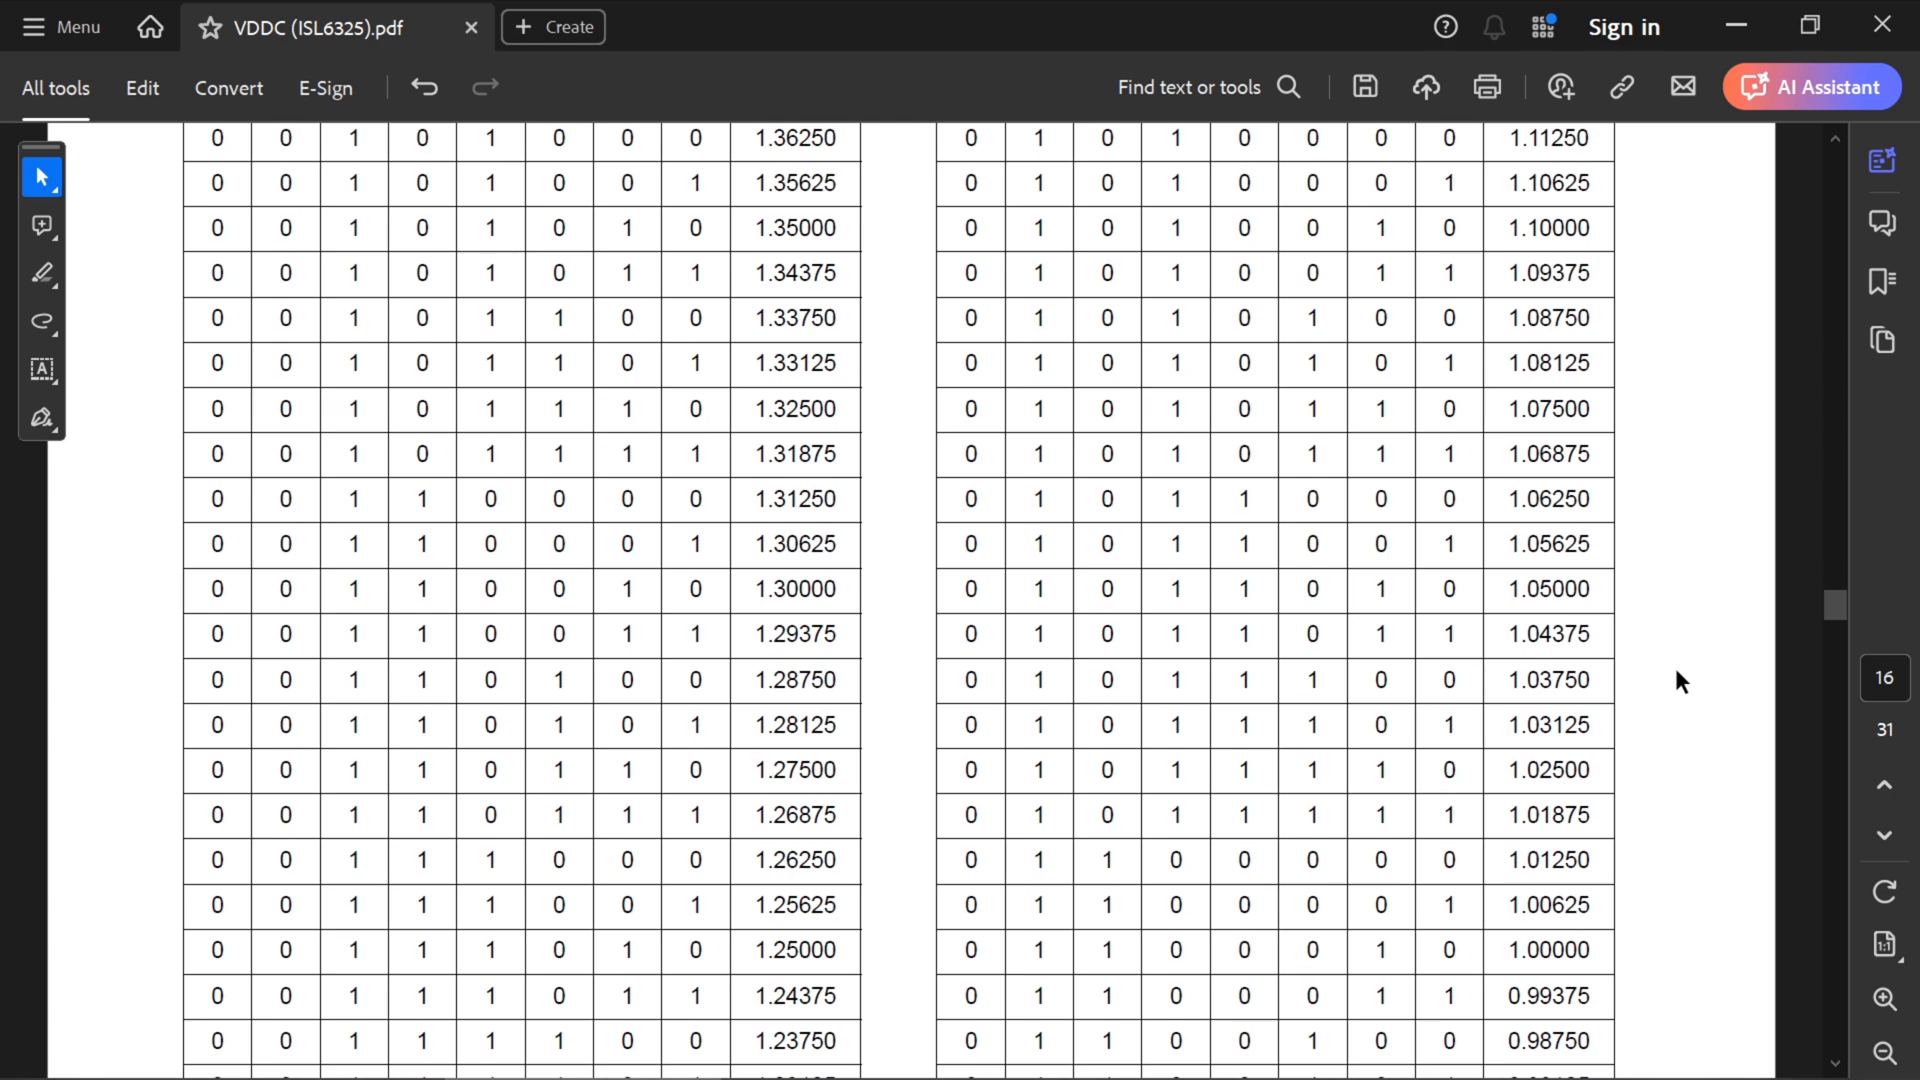 Menu
VDDC (ISL6325).pdf
Create
Sign in
All tools
Edit
Convert
E-Sign
Find text or tools
AI Assistant
0 0 1 0 1 0 0 0 1.36250 0 1 0 1 0 0 0 0 1.11250
0 0 1 0 1 0 0 1 1.35625 0 1 0 1 0 0 0 1 1.10625
0 0 1 0 1 0 1 0 1.35000 0 1 0 1 0 0 1 0 1.10000
0 0 1 0 1 0 1 1 1.34375 0 1 0 1 0 0 1 1 1.09375
0 0 1 0 1 1 0 0 1.33750 0 1 0 1 0 1 0 0 1.08750
0 0 1 0 1 1 0 1 1.33125 0 1 0 1 0 1 0 1 1.08125
0 0 1 0 1 1 1 0 1.32500 0 1 0 1 0 1 1 0 1.07500
0 0 1 0 1 1 1 1 1.31875 0 1 0 1 0 1 1 1 1.06875
0 0 1 1 0 0 0 0 1.31250 0 1 0 1 1 0 0 0 1.06250
0 0 1 1 0 0 0 1 1.30625 0 1 0 1 1 0 0 1 1.05625
0 0 1 1 0 0 1 0 1.30000 0 1 0 1 1 0 1 0 1.05000
0 0 1 1 0 0 1 1 1.29375 0 1 0 1 1 0 1 1 1.04375
0 0 1 1 0 1 0 0 1.28750 0 1 0 1 1 1 0 0 1.03750
0 0 1 1 0 1 0 1 1.28125 0 1 0 1 1 1 0 1 1.03125
0 0 1 1 0 1 1 0 1.27500 0 1 0 1 1 1 1 0 1.02500
0 0 1 1 0 1 1 1 1.26875 0 1 0 1 1 1 1 1 1.01875
0 0 1 1 1 0 0 0 1.26250 0 1 1 0 0 0 0 0 1.01250
0 0 1 1 1 0 0 1 1.25625 0 1 1 0 0 0 0 1 1.00625
0 0 1 1 1 0 1 0 1.25000 0 1 1 0 0 0 1 0 1.00000
0 0 1 1 1 0 1 1 1.24375 0 1 1 0 0 0 1 1 0.99375
0 0 1 1 1 1 0 0 1.23750 0 1 1 0 0 1 0 0 0.98750
16
31
1:1